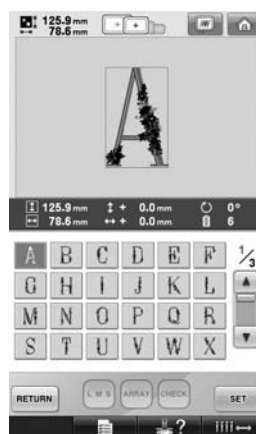 125.9 mm
78.6 mm
A
125.9 mm + 0.0 mm 0°
78.6 mm + 0.0 mm 6
A B C D E F 1/3
G H I J K L
M N O P Q R
S T U V W X
RETURN L M S ARRAY CHECK SET
?